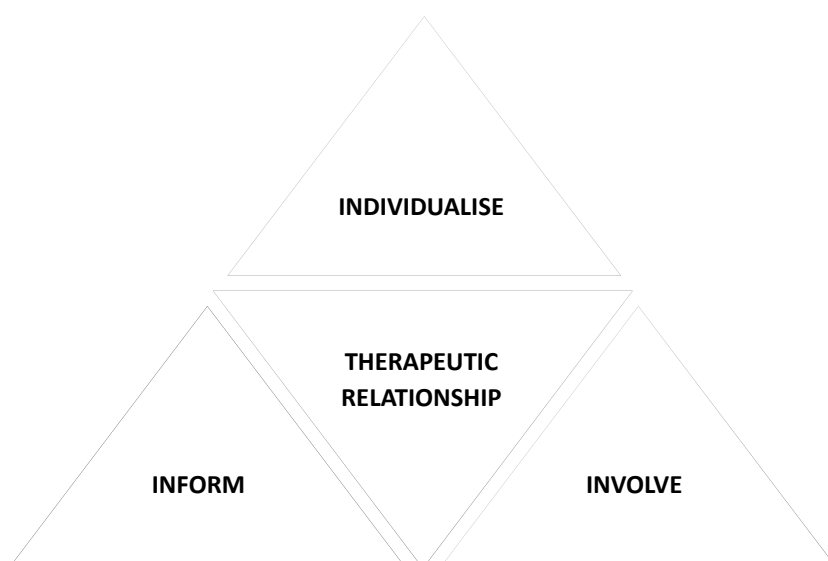 INDIVIDUALISE
THERAPEUTIC
RELATIONSHIP
INFORM
INVOLVE